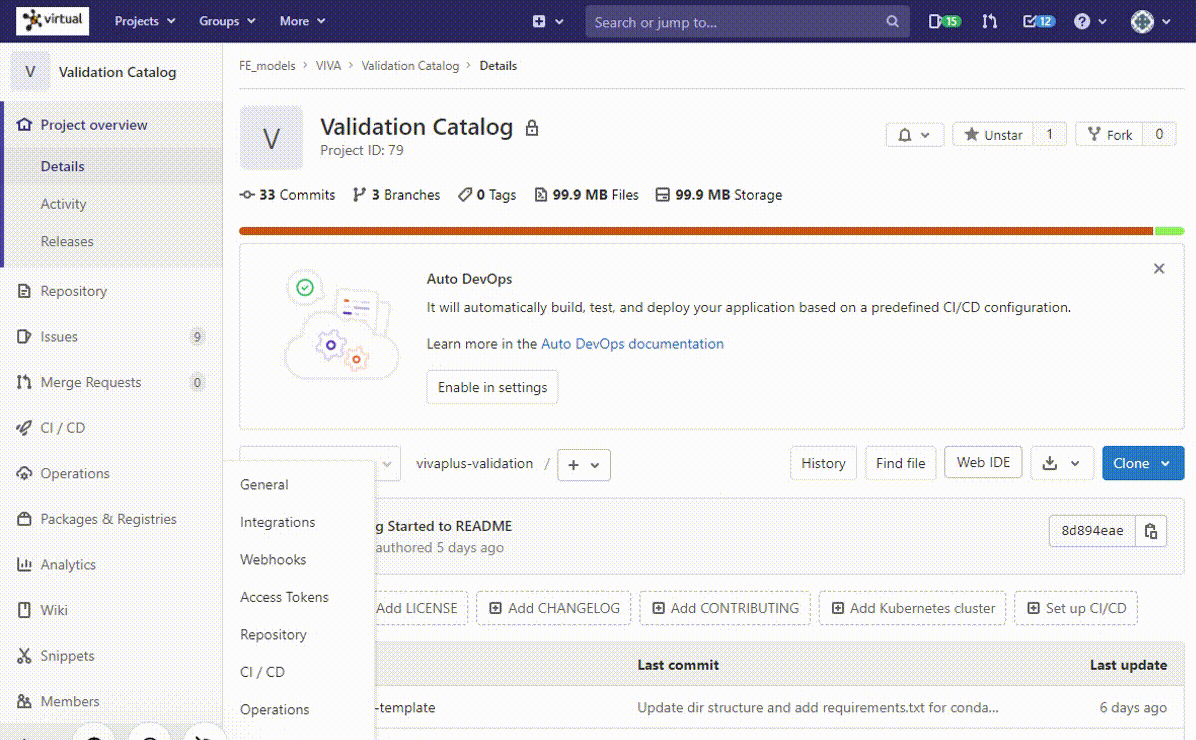 virtual Projects Groups More Search or jump to... 15 12
V Validation Catalog
FE_models > VIVA > Validation Catalog > Details
Project overview
Details
Activity
Releases
Repository
Issues 9
Merge Requests 0
CI / CD
Operations
Packages & Registries
Analytics
Wiki
Snippets
Members
V
Validation Catalog
Project ID: 79
Unstar 1
Fork 0
33 Commits 3 Branches 0 Tags 99.9 MB Files 99.9 MB Storage
Auto DevOps
It will automatically build, test, and deploy your application based on a predefined CI/CD configuration.
Learn more in the Auto DevOps documentation
Enable in settings
vivaplus-validation / +
History Find file Web IDE Clone
General
Integrations
Webhooks
Access Tokens
Repository
CI / CD
Operations
g Started to README
authored 5 days ago
8d894eae
Add LICENSE Add CHANGELOG Add CONTRIBUTING Add Kubernetes cluster Set up CI/CD
Last commit Last update
-template Update dir structure and add requirements.txt for conda... 6 days ago